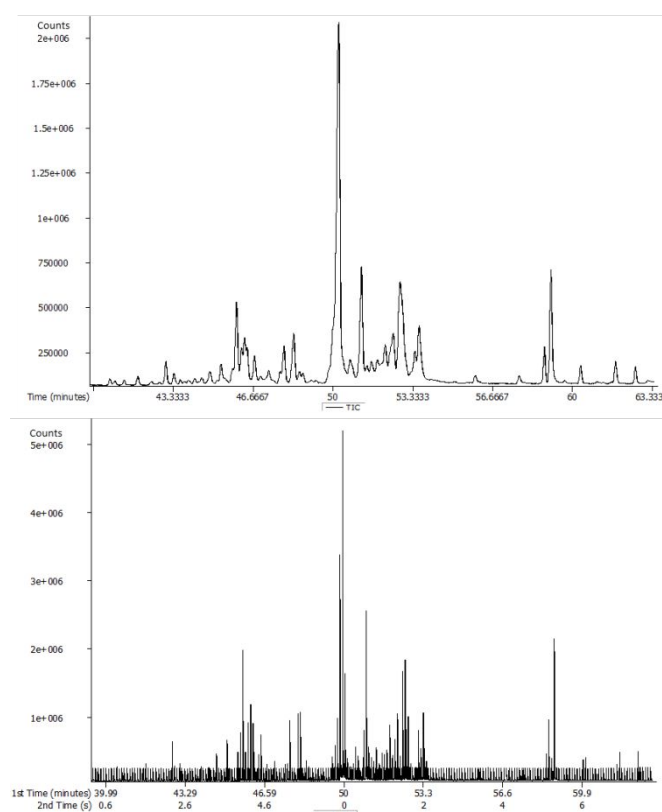 Counts
2e+006
1.75e+006
1.5e+006
1.25e+006
1e+006
750000
500000
250000
Time (minutes) 43.3333 46.6667 50 53.3333 56.6667 60 63.333
TIC
Counts
5e+006
4e+006
3e+006
2e+006
1e+006
1st Time (minutes) 39.99 43.29 46.59 50 53.3 56.6 59.9
2nd Time (s) 0.6 2.6 4.6 0 2 4 6